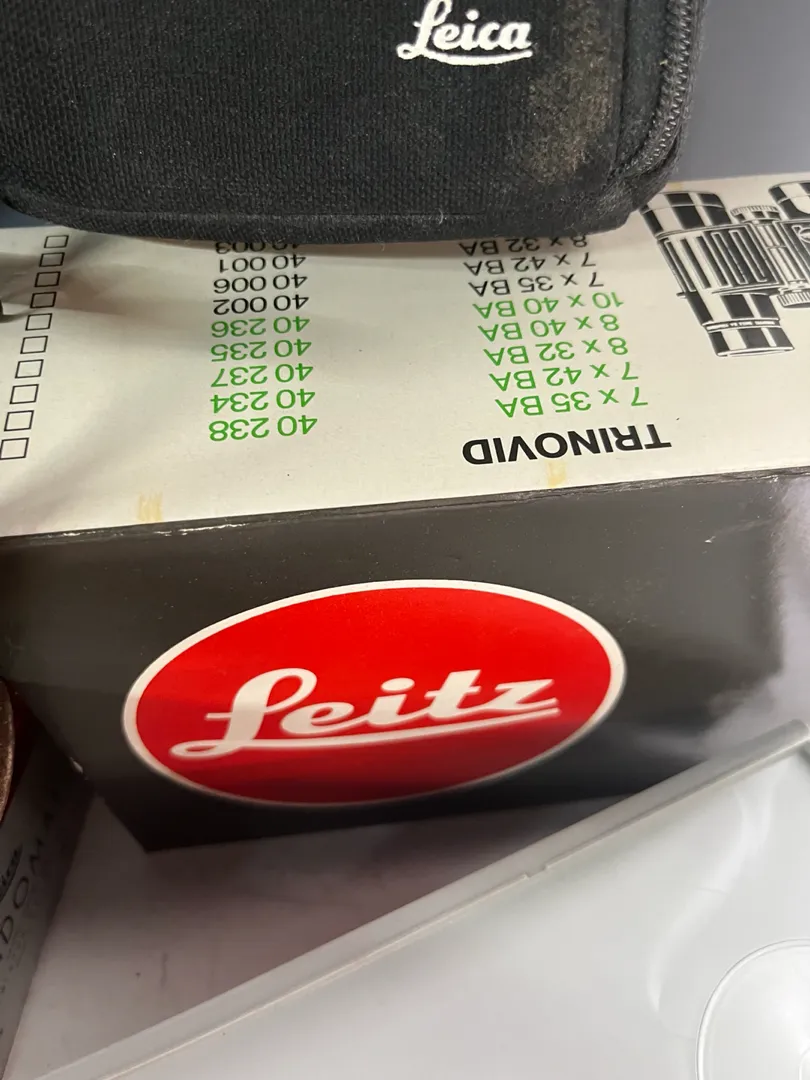 Leica
TRINOVID
7 x 35 BA 40 238
7 x 42 BA 40 234
8 x 32 BA 40 237
8 x 40 BA 40 235
10 x 40 BA 40 236
7 x 35 BA 40 002
7 x 42 BA 40 006
8 x 32 BA 40 001
40 003
Leitz